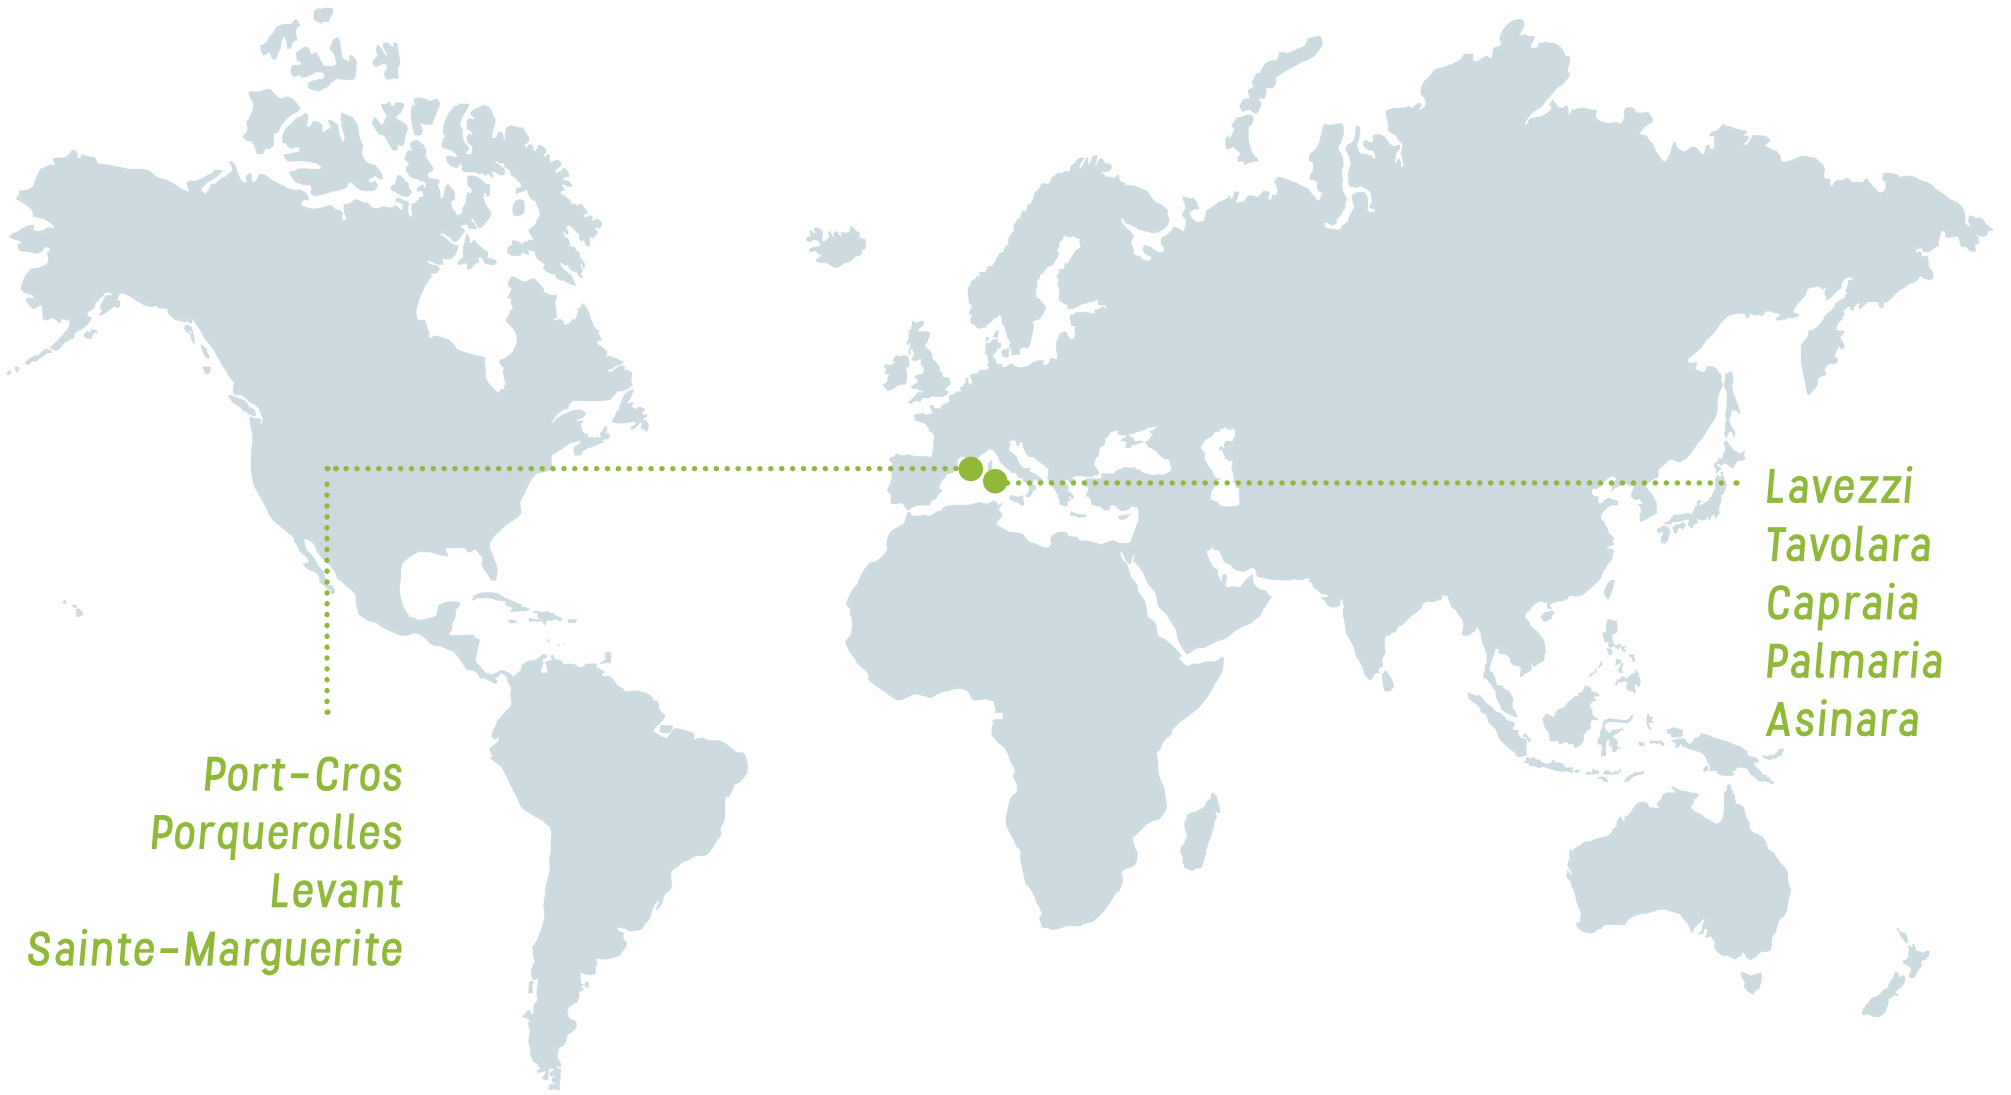 Lavezzi
Tavolara
Capraia
Palmaria
Asinara
Port-Cros
Porquerolles
Levant
Sainte-Marguerite